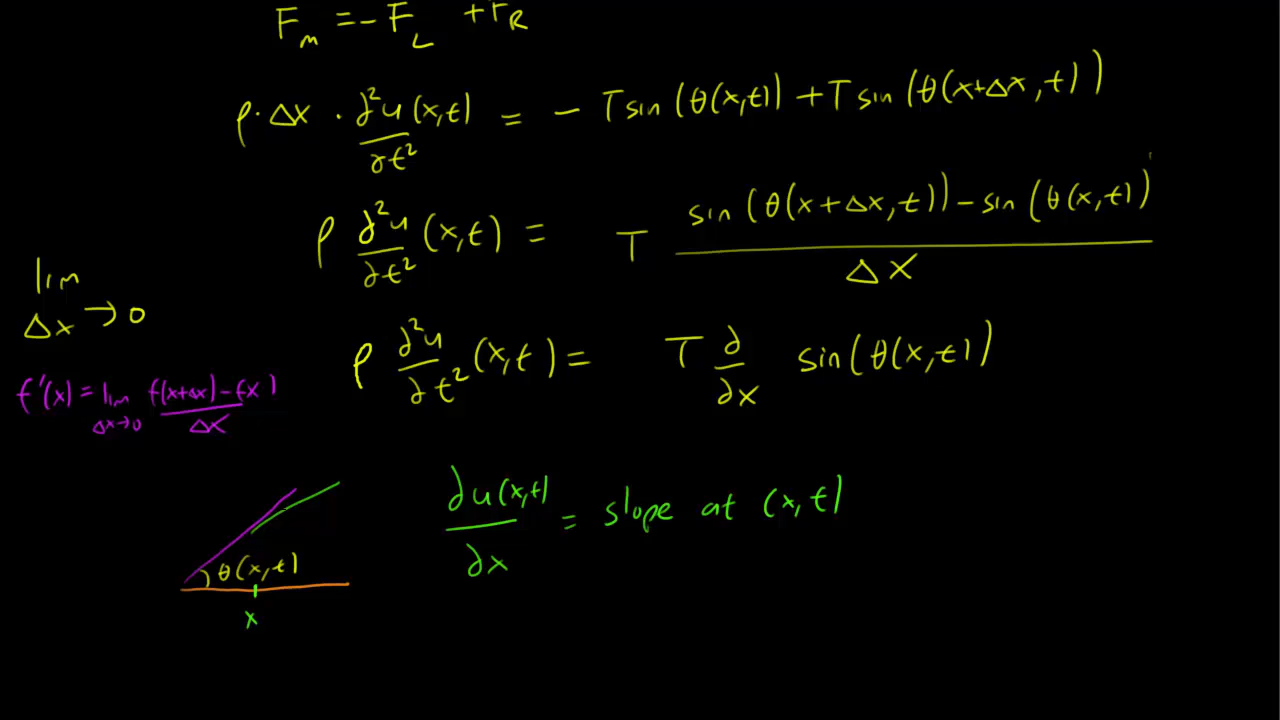 F_m = - F_L + F_R
ρ · Δx · ∂²u/∂t² (x,t) = - T sin(θ(x,t)) + T sin(θ(x+Δx, t))
ρ ∂²u/∂t² (x,t) = T (sin(θ(x+Δx,t)) - sin(θ(x,t)))/Δx
lim Δx→0
ρ ∂²u/∂t² (x,t) = T ∂/∂x sin(θ(x,t))
f'(x) = lim Δx→0 f(x+Δx)-f(x)/Δx
∂u(x,t)/∂x = slope at (x,t)
θ(x,t)
x